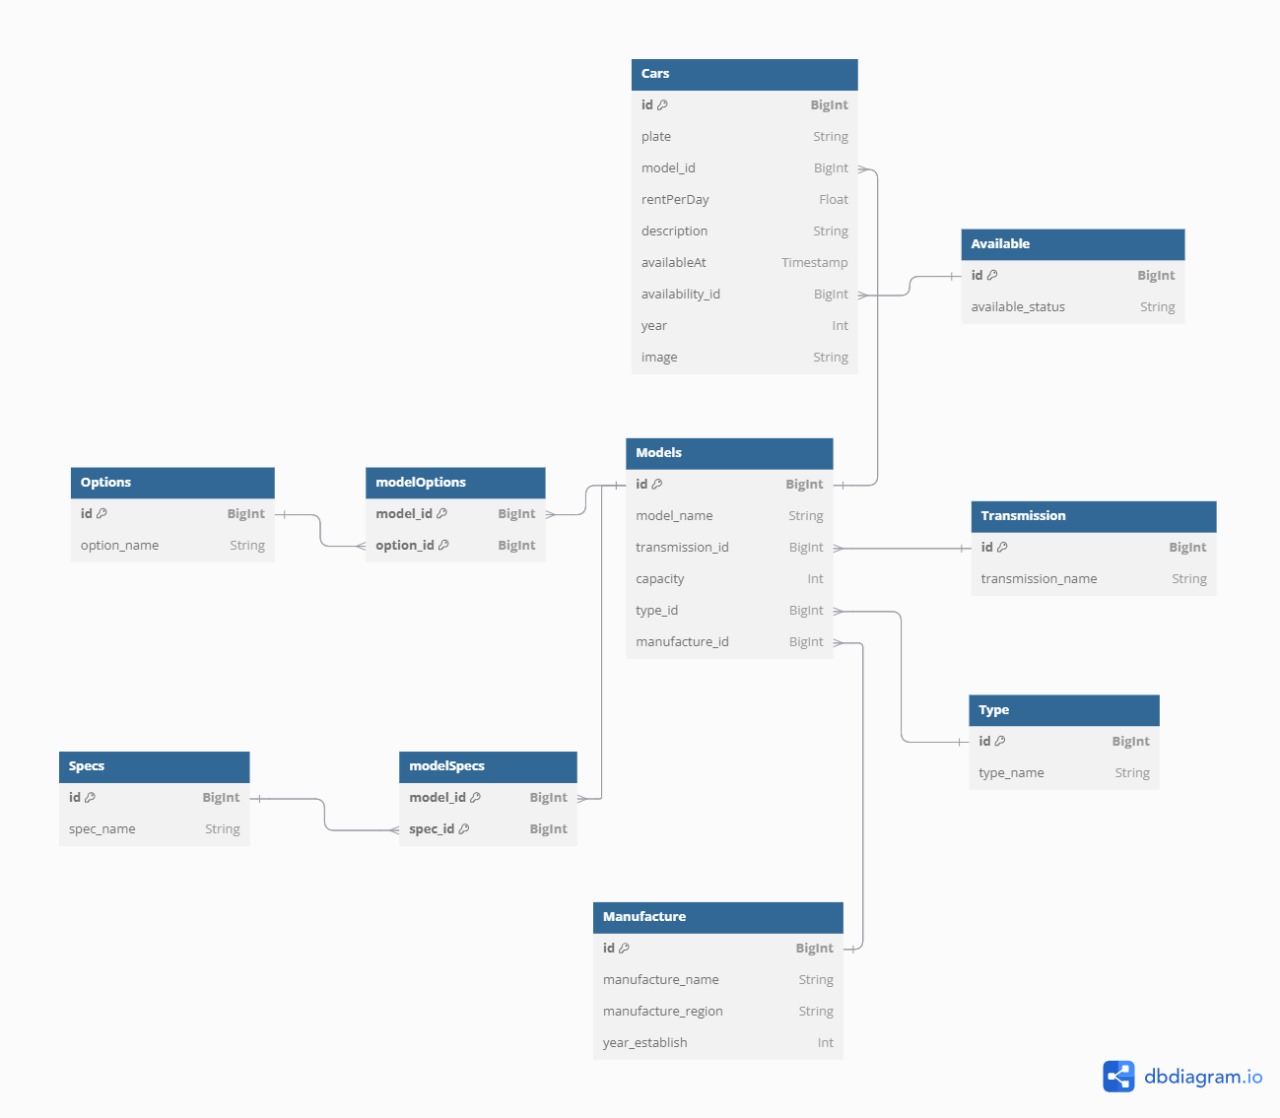 Cars
id BigInt
plate String
model_id BigInt
rentPerDay Float
description String
availableAt Timestamp
availability_id BigInt
year Int
image String
Available
id BigInt
available_status String
Models
id BigInt
model_name String
transmission_id BigInt
capacity Int
type_id BigInt
manufacture_id BigInt
Options
id BigInt
option_name String
modelOptions
model_id BigInt
option_id BigInt
Transmission
id BigInt
transmission_name String
Type
id BigInt
type_name String
Specs
id BigInt
spec_name String
modelSpecs
model_id BigInt
spec_id BigInt
Manufacture
id BigInt
manufacture_name String
manufacture_region String
year_establish Int
dbdiagram.io